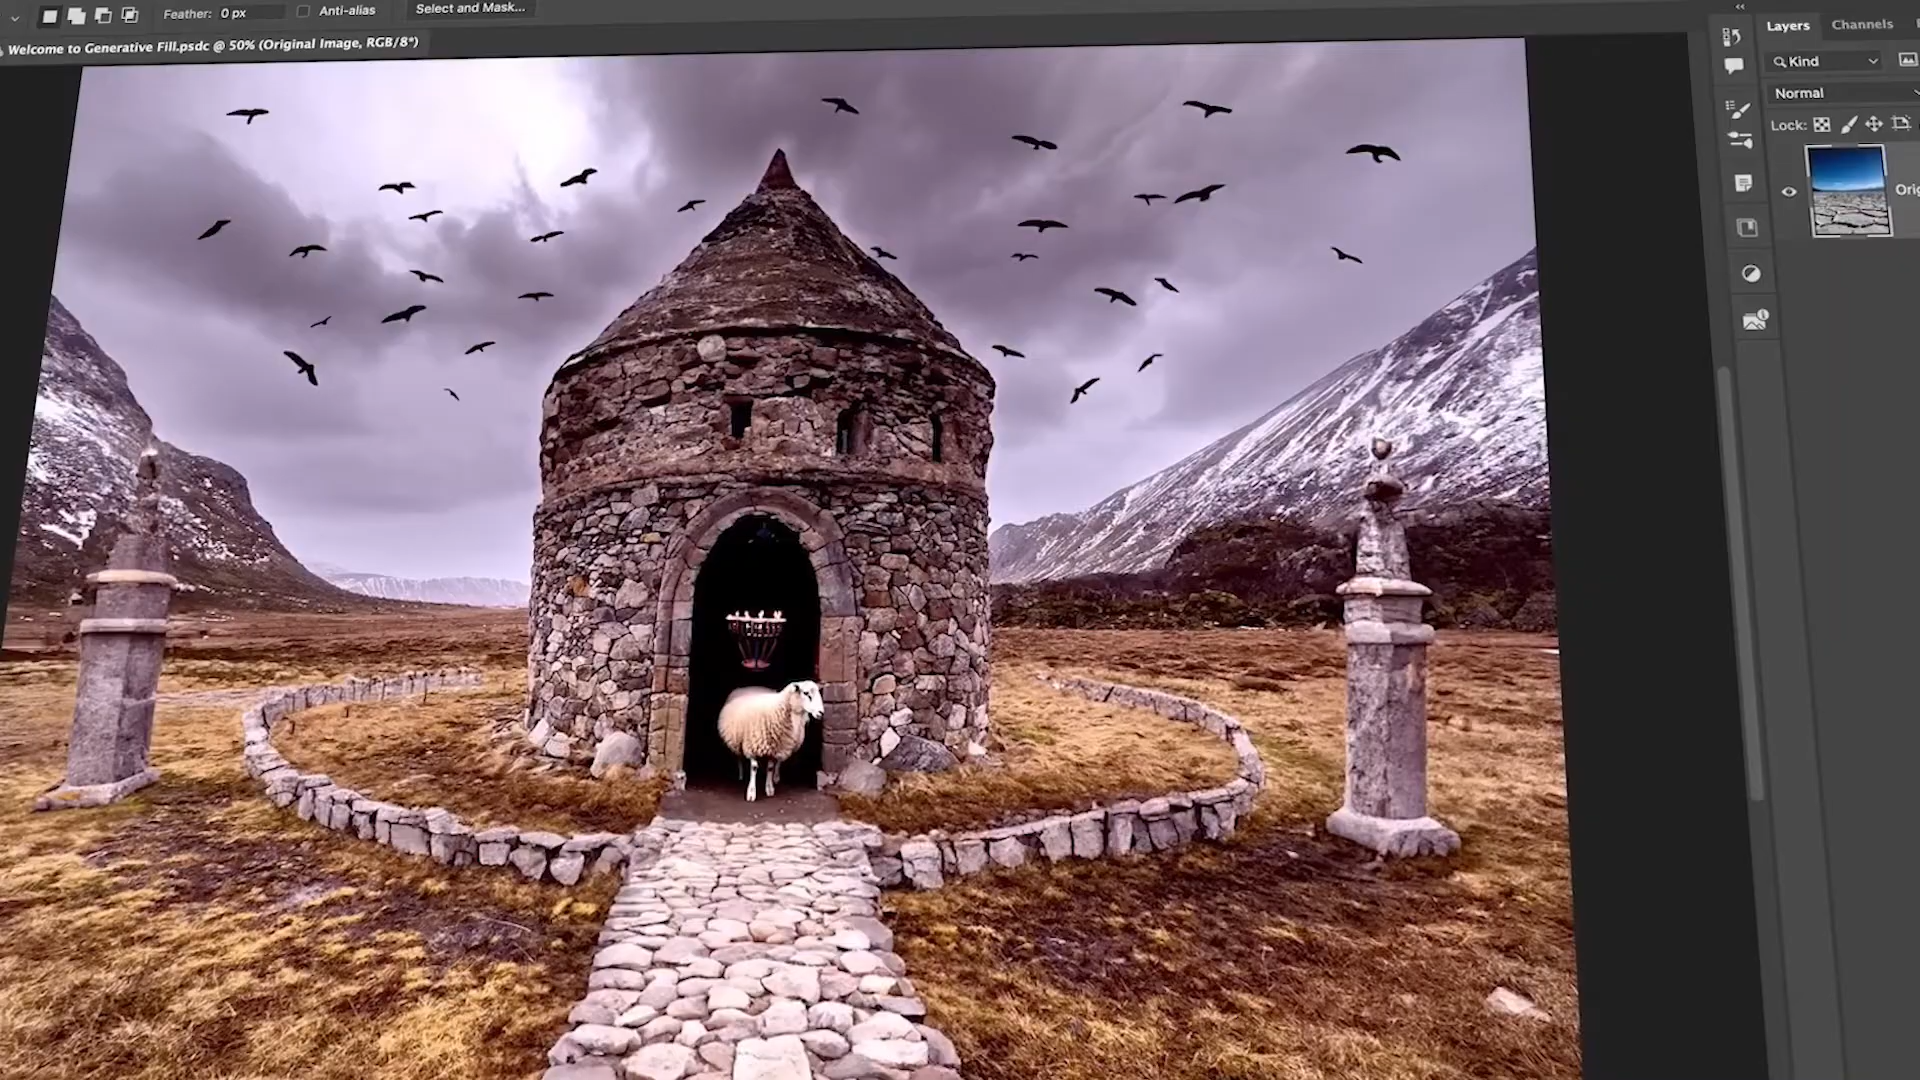 Feather: 0 px
Anti-alias
Select and Mask...
Welcome to Generative Fill.psdc @ 50% (Original Image, RGB/8*)
Layers
Channels
Kind
Normal
Lock: